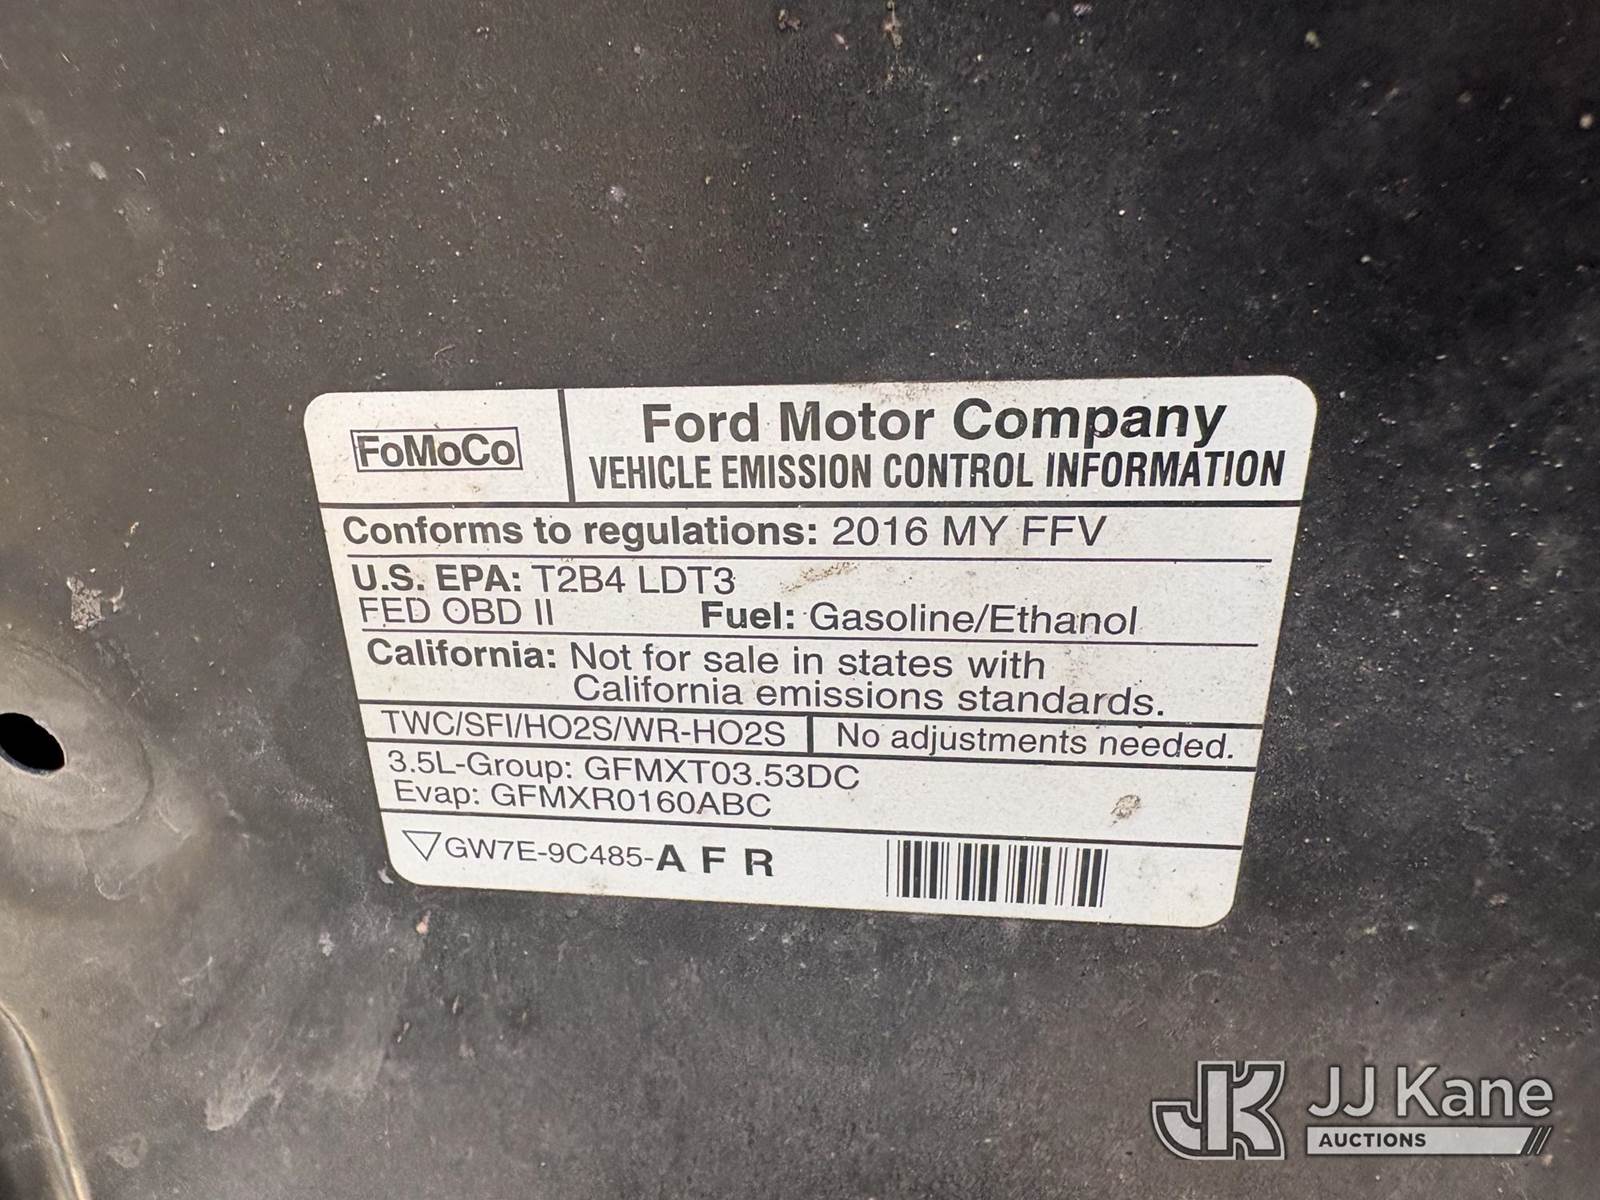 FoMoCo
Ford Motor Company
VEHICLE EMISSION CONTROL INFORMATION
Conforms to regulations: 2016 MY FFV
U.S. EPA: T2B4 LDT3
FED OBD II Fuel: Gasoline/Ethanol
California: Not for sale in states with
California emissions standards.
TWC/SFI/HO2S/WR-HO2S No adjustments needed.
3.5L-Group: GFMXT03.53DC
Evap: GFMXR0160ABC
GW7E-9C485-A F R
JK JJ Kane
AUCTIONS